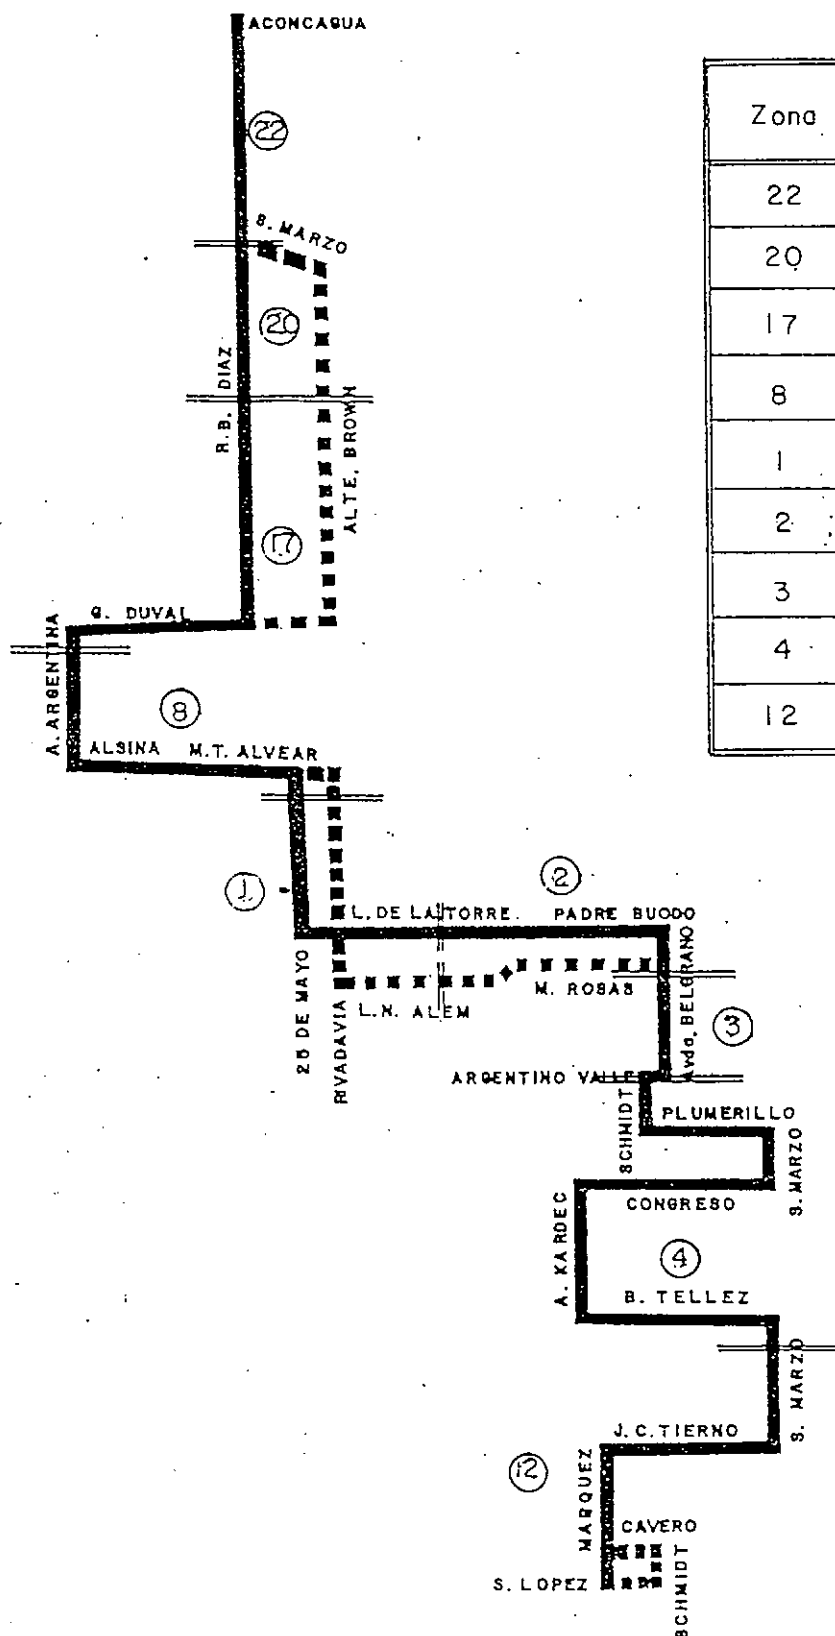 ACONCAGUA
22
S. MARZO
20
R.B. DIAZ
ALTE. BROWN
17
G. DUVAL
A. ARGENTINA
8
ALSINA M.T. ALVEAR
1
2
L. DE LA TORRE. PADRE BUODO
25 DE MAYO
RIVADAVIA
L.N. ALEM
M. ROSAS
Avda. BELGRANO
3
ARGENTINO VALLE
SCHMIDT
PLUMERILLO
S. MARZO
CONGRESO
A. KARDEC
4
B. TELLEZ
S. MARZO
J.C. TIERNO
12
MARQUEZ
CAVERO
S. LOPEZ
SCHMIDT
Zona
22
20
17
8
1
2
3
4
12